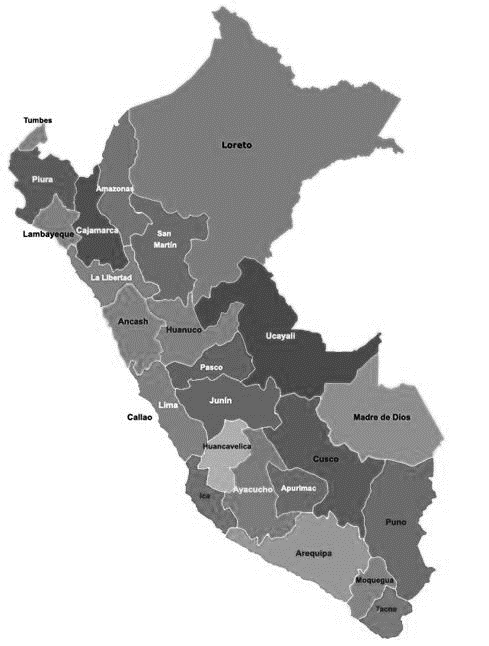 Tumbes
Loreto
Piura
Amazonas
Lambayeque
Cajamarca
San
Martín
La Libertad
Ancash
Huanuco
Ucayali
Pasco
Callao
Lima
Junín
Madre de Dios
Huancavelica
Cusco
Ica
Ayacucho
Apurimac
Puno
Arequipa
Moquegua
Tacna